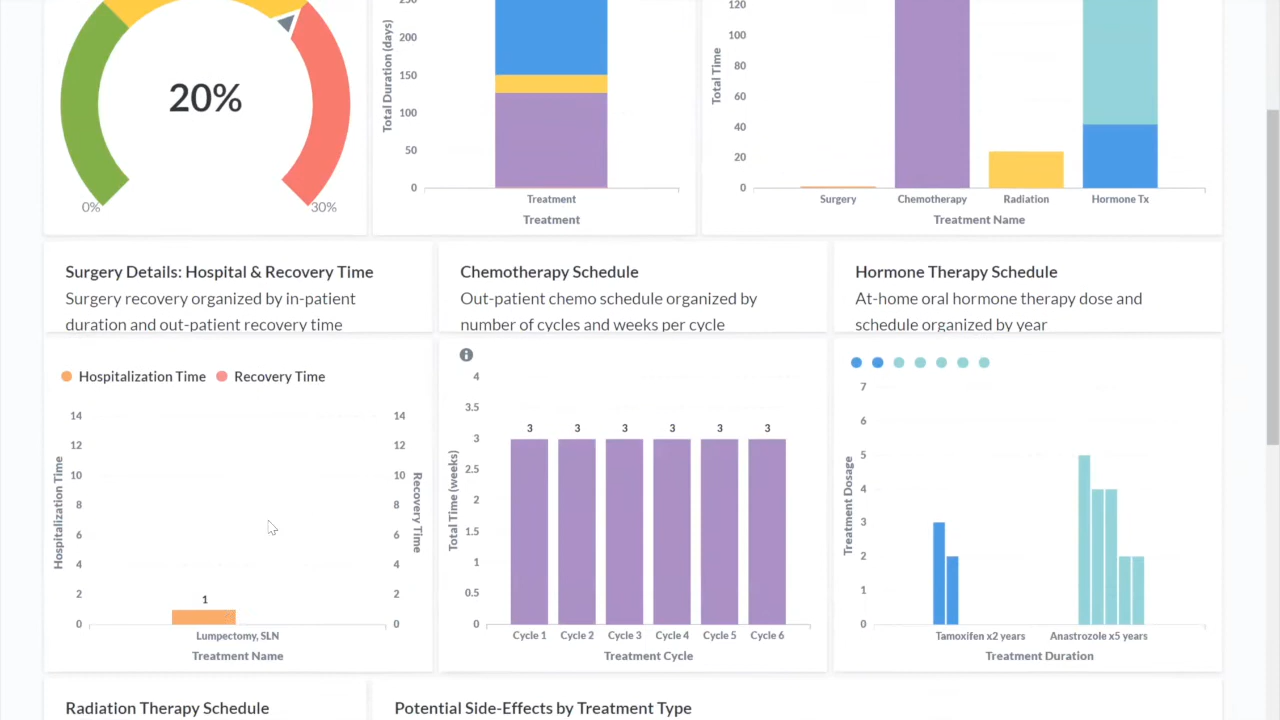 20%
0%
30%
Total Duration (days)
250
200
150
100
50
0
Treatment
Treatment
Total Time
120
100
80
60
40
20
0
Surgery Chemotherapy Radiation Hormone Tx
Treatment Name
Surgery Details: Hospital & Recovery Time
Surgery recovery organized by in-patient
duration and out-patient recovery time
Chemotherapy Schedule
Out-patient chemo schedule organized by
number of cycles and weeks per cycle
Hormone Therapy Schedule
At-home oral hormone therapy dose and
schedule organized by year
Hospitalization Time Recovery Time
Hospitalization Time
14
12
10
8
6
4
2
0
1
14
12
10
8
6
4
2
0
Recovery Time
Lumpectomy, SLN
Treatment Name
Total Time (weeks)
4
3.5
3
2.5
2
1.5
1
0.5
0
3 3 3 3 3 3
Cycle 1 Cycle 2 Cycle 3 Cycle 4 Cycle 5 Cycle 6
Treatment Cycle
Treatment Dosage
7
6
5
4
3
2
1
0
Tamoxifen x2 years Anastrozole x5 years
Treatment Duration
Radiation Therapy Schedule
Potential Side-Effects by Treatment Type